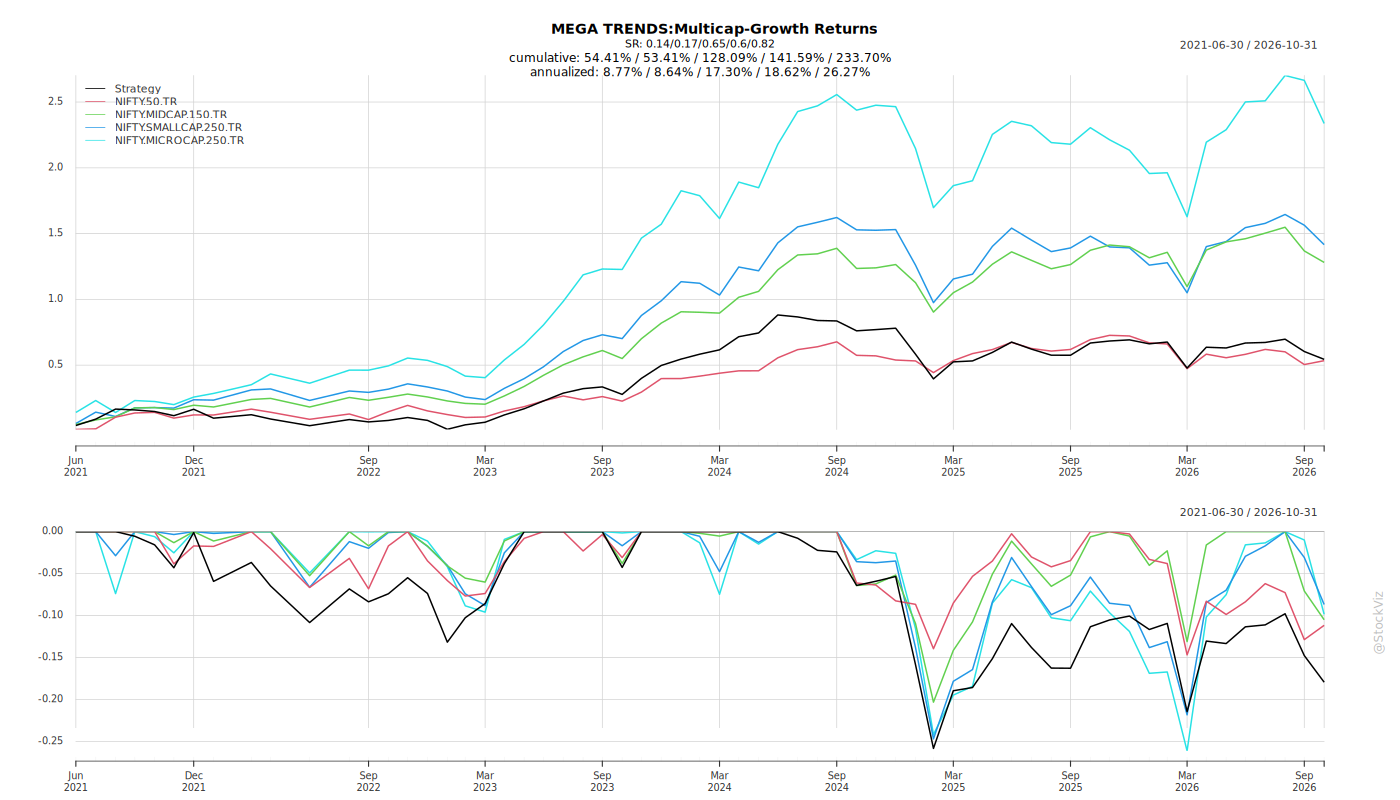 MEGA TRENDS:Multicap-Growth Returns
SR: 0.14/0.17/0.65/0.6/0.82
2021-06-30 / 2026-10-31
cumulative: 54.41% / 53.41% / 128.09% / 141.59% / 233.70%
annualized: 8.77% / 8.64% / 17.30% / 18.62% / 26.27%
Strategy
NIFTY.50.TR
NIFTY.MIDCAP.150.TR
NIFTY.SMALLCAP.250.TR
NIFTY.MICROCAP.250.TR
2.5
2.0
1.5
1.0
0.5
Jun Dec Sep Mar Sep Mar Sep Mar Sep Mar Sep
2021 2021 2022 2023 2023 2024 2024 2025 2025 2026 2026
2021-06-30 / 2026-10-31
0.00
-0.05
-0.10
-0.15
-0.20
-0.25
Jun Dec Sep Mar Sep Mar Sep Mar Sep Mar Sep
2021 2021 2022 2023 2023 2024 2024 2025 2025 2026 2026
@StockViz